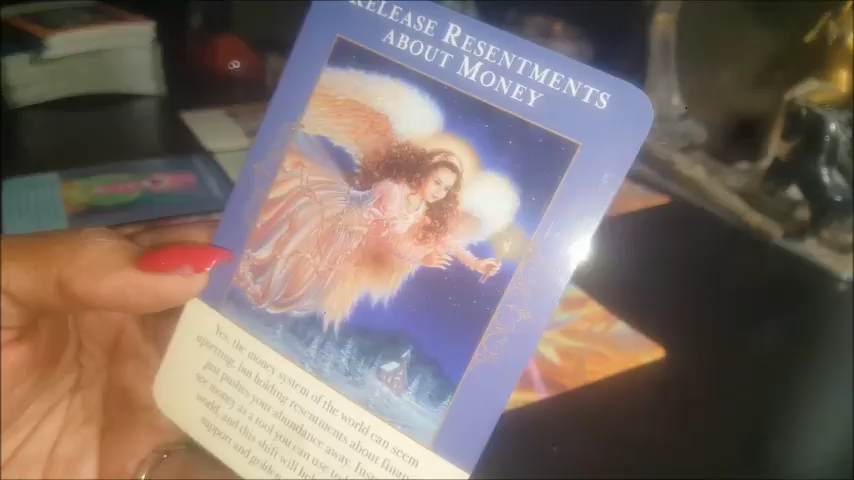 RELEASE RESENTMENTS
ABOUT MONEY
Yes, the money system of the world can seem
upsetting, but holding resentments about finan
just pushes your abundance away. Inst
see money as a tool you can use to
world, and this shift will hel
support and golden